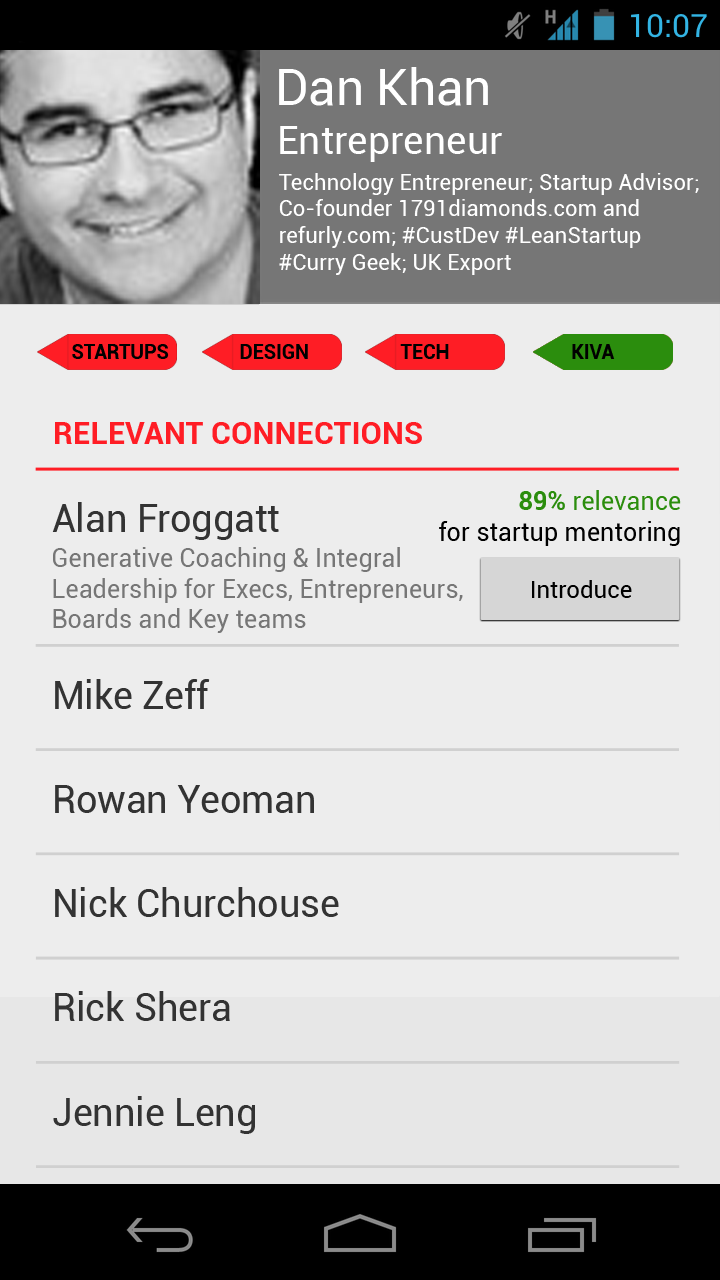 H 10:07
Dan Khan
Entrepreneur
Technology Entrepreneur; Startup Advisor;
Co-founder 1791diamonds.com and
refurly.com; #CustDev #LeanStartup
#Curry Geek; UK Export
STARTUPS DESIGN TECH KIVA
RELEVANT CONNECTIONS
Alan Froggatt
Generative Coaching & Integral
Leadership for Execs, Entrepreneurs,
Boards and Key teams
89% relevance
for startup mentoring
Introduce
Mike Zeff
Rowan Yeoman
Nick Churchouse
Rick Shera
Jennie Leng